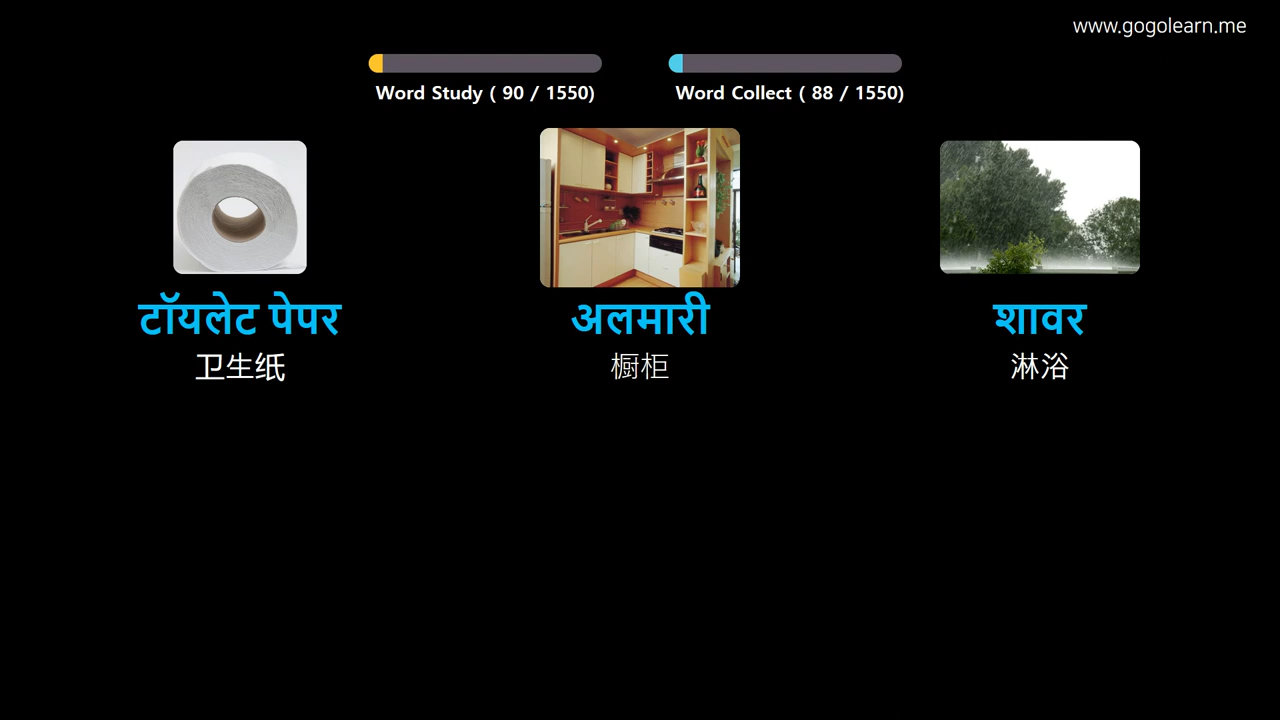 www.gogolearn.me
Word Study ( 90 / 1550)
Word Collect ( 88 / 1550)
टॉयलेट पेपर
卫生纸
अलमारी
橱柜
शावर
淋浴